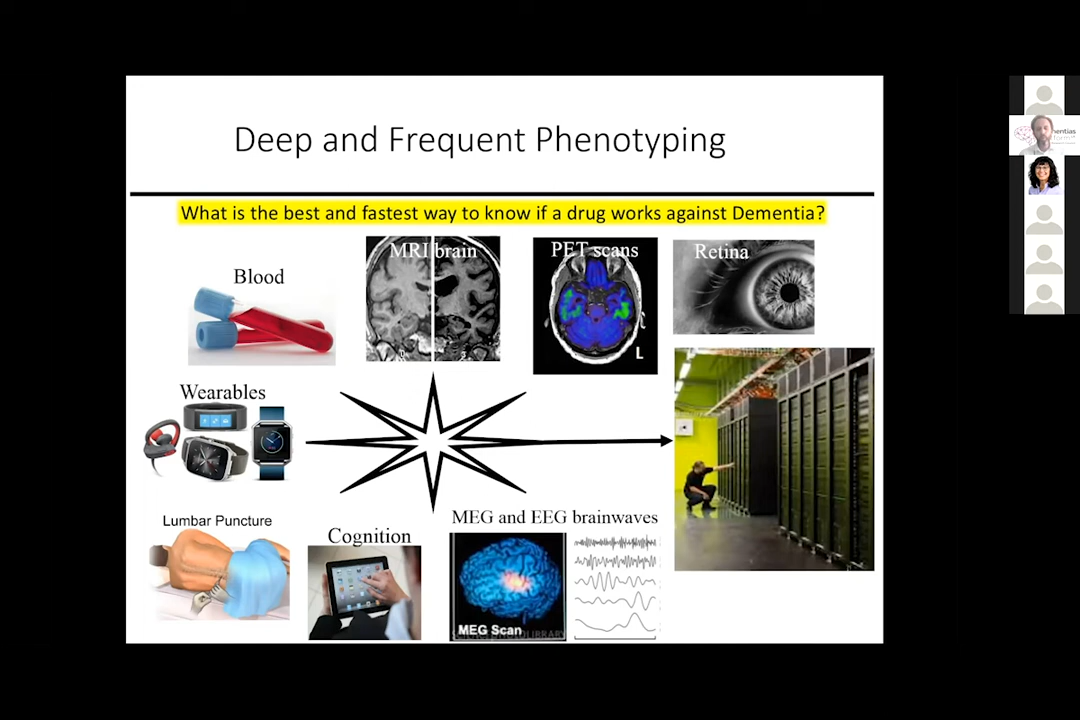 Deep and Frequent Phenotyping
What is the best and fastest way to know if a drug works against Dementia?
Blood
MRI brain
PET scans
L
Retina
Wearables
Lumbar Puncture
Cognition
MEG and EEG brainwaves
MEG Scan